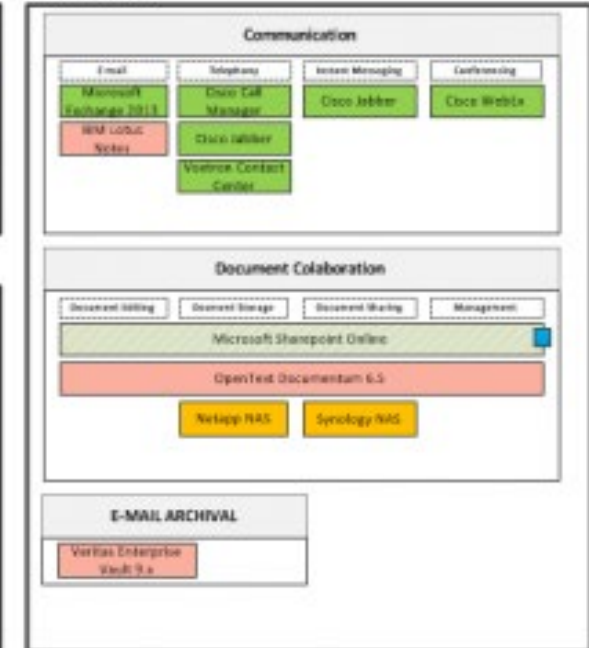 Communication
E-mail
Telephony
Instant Messaging
Conferencing
Microsoft
Exchange 2013
Cisco Call
Manager
Cisco Jabber
Cisco WebEx
IBM Lotus
Notes
Cisco Jabber
Contact
Center
Document Colaboration
Document Editing
Document Storage
Document Sharing
Management
Microsoft Sharepoint Online
OpenText Documentum 6.5
Netapp NAS
Synology NAS
E-MAIL ARCHIVAL
Veritas Enterprise
Vault 9.x